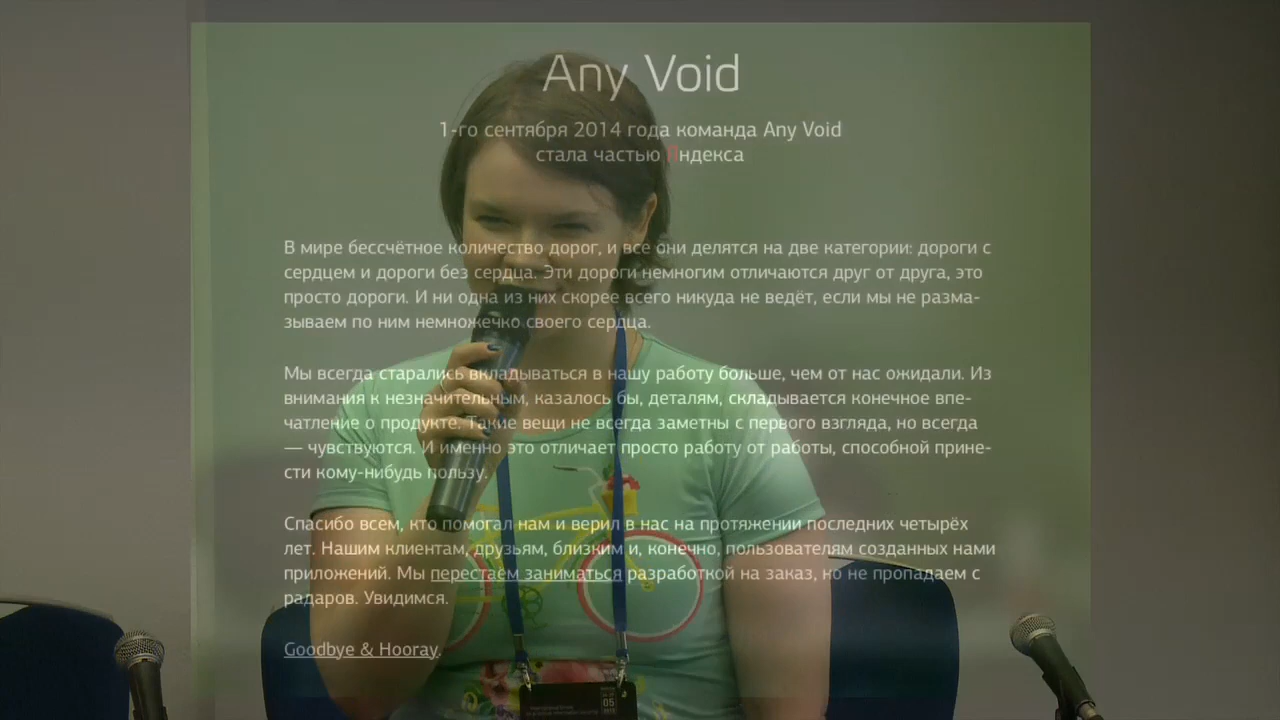 Any Void
1-го сентября 2014 года команда Any Void
стала частью Яндекса
В мире бессчётное количество дорог, и все они делятся на две категории: дороги с
сердцем и дороги без сердца. Эти дороги немногим отличаются друг от друга, это
просто дороги. И ни одна из них скорее всего никуда не ведёт, если мы не разма-
зываем по ним немножечко своего сердца.
Мы всегда старались вкладываться в нашу работу больше, чем от нас ожидали. Из
внимания к незначительным, казалось бы, деталям, складывается конечное впе-
чатление о продукте. Такие вещи не всегда заметны с первого взгляда, но всегда
— чувствуются. И именно это отличает просто работу от работы, способной прине-
сти кому-нибудь пользу.
Спасибо всем, кто помогал нам и верил в нас на протяжении последних четырёх
лет. Нашим клиентам, друзьям, близким и, конечно, пользователям созданных нами
приложений. Мы перестаём заниматься разработкой на заказ, но не пропадаем с
радаров. Увидимся.
Goodbye & Hooray.
05